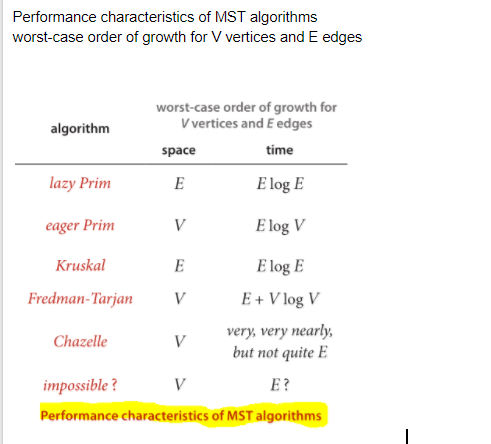 Performance characteristics of MST algorithms
worst-case order of growth for V vertices and E edges
worst-case order of growth for
V vertices and E edges
algorithm
space time
lazy Prim E E log E
eager Prim V E log V
Kruskal E E log E
Fredman-Tarjan V E + V log V
Chazelle V very, very nearly,
but not quite E
impossible ? V E ?
Performance characteristics of MST algorithms